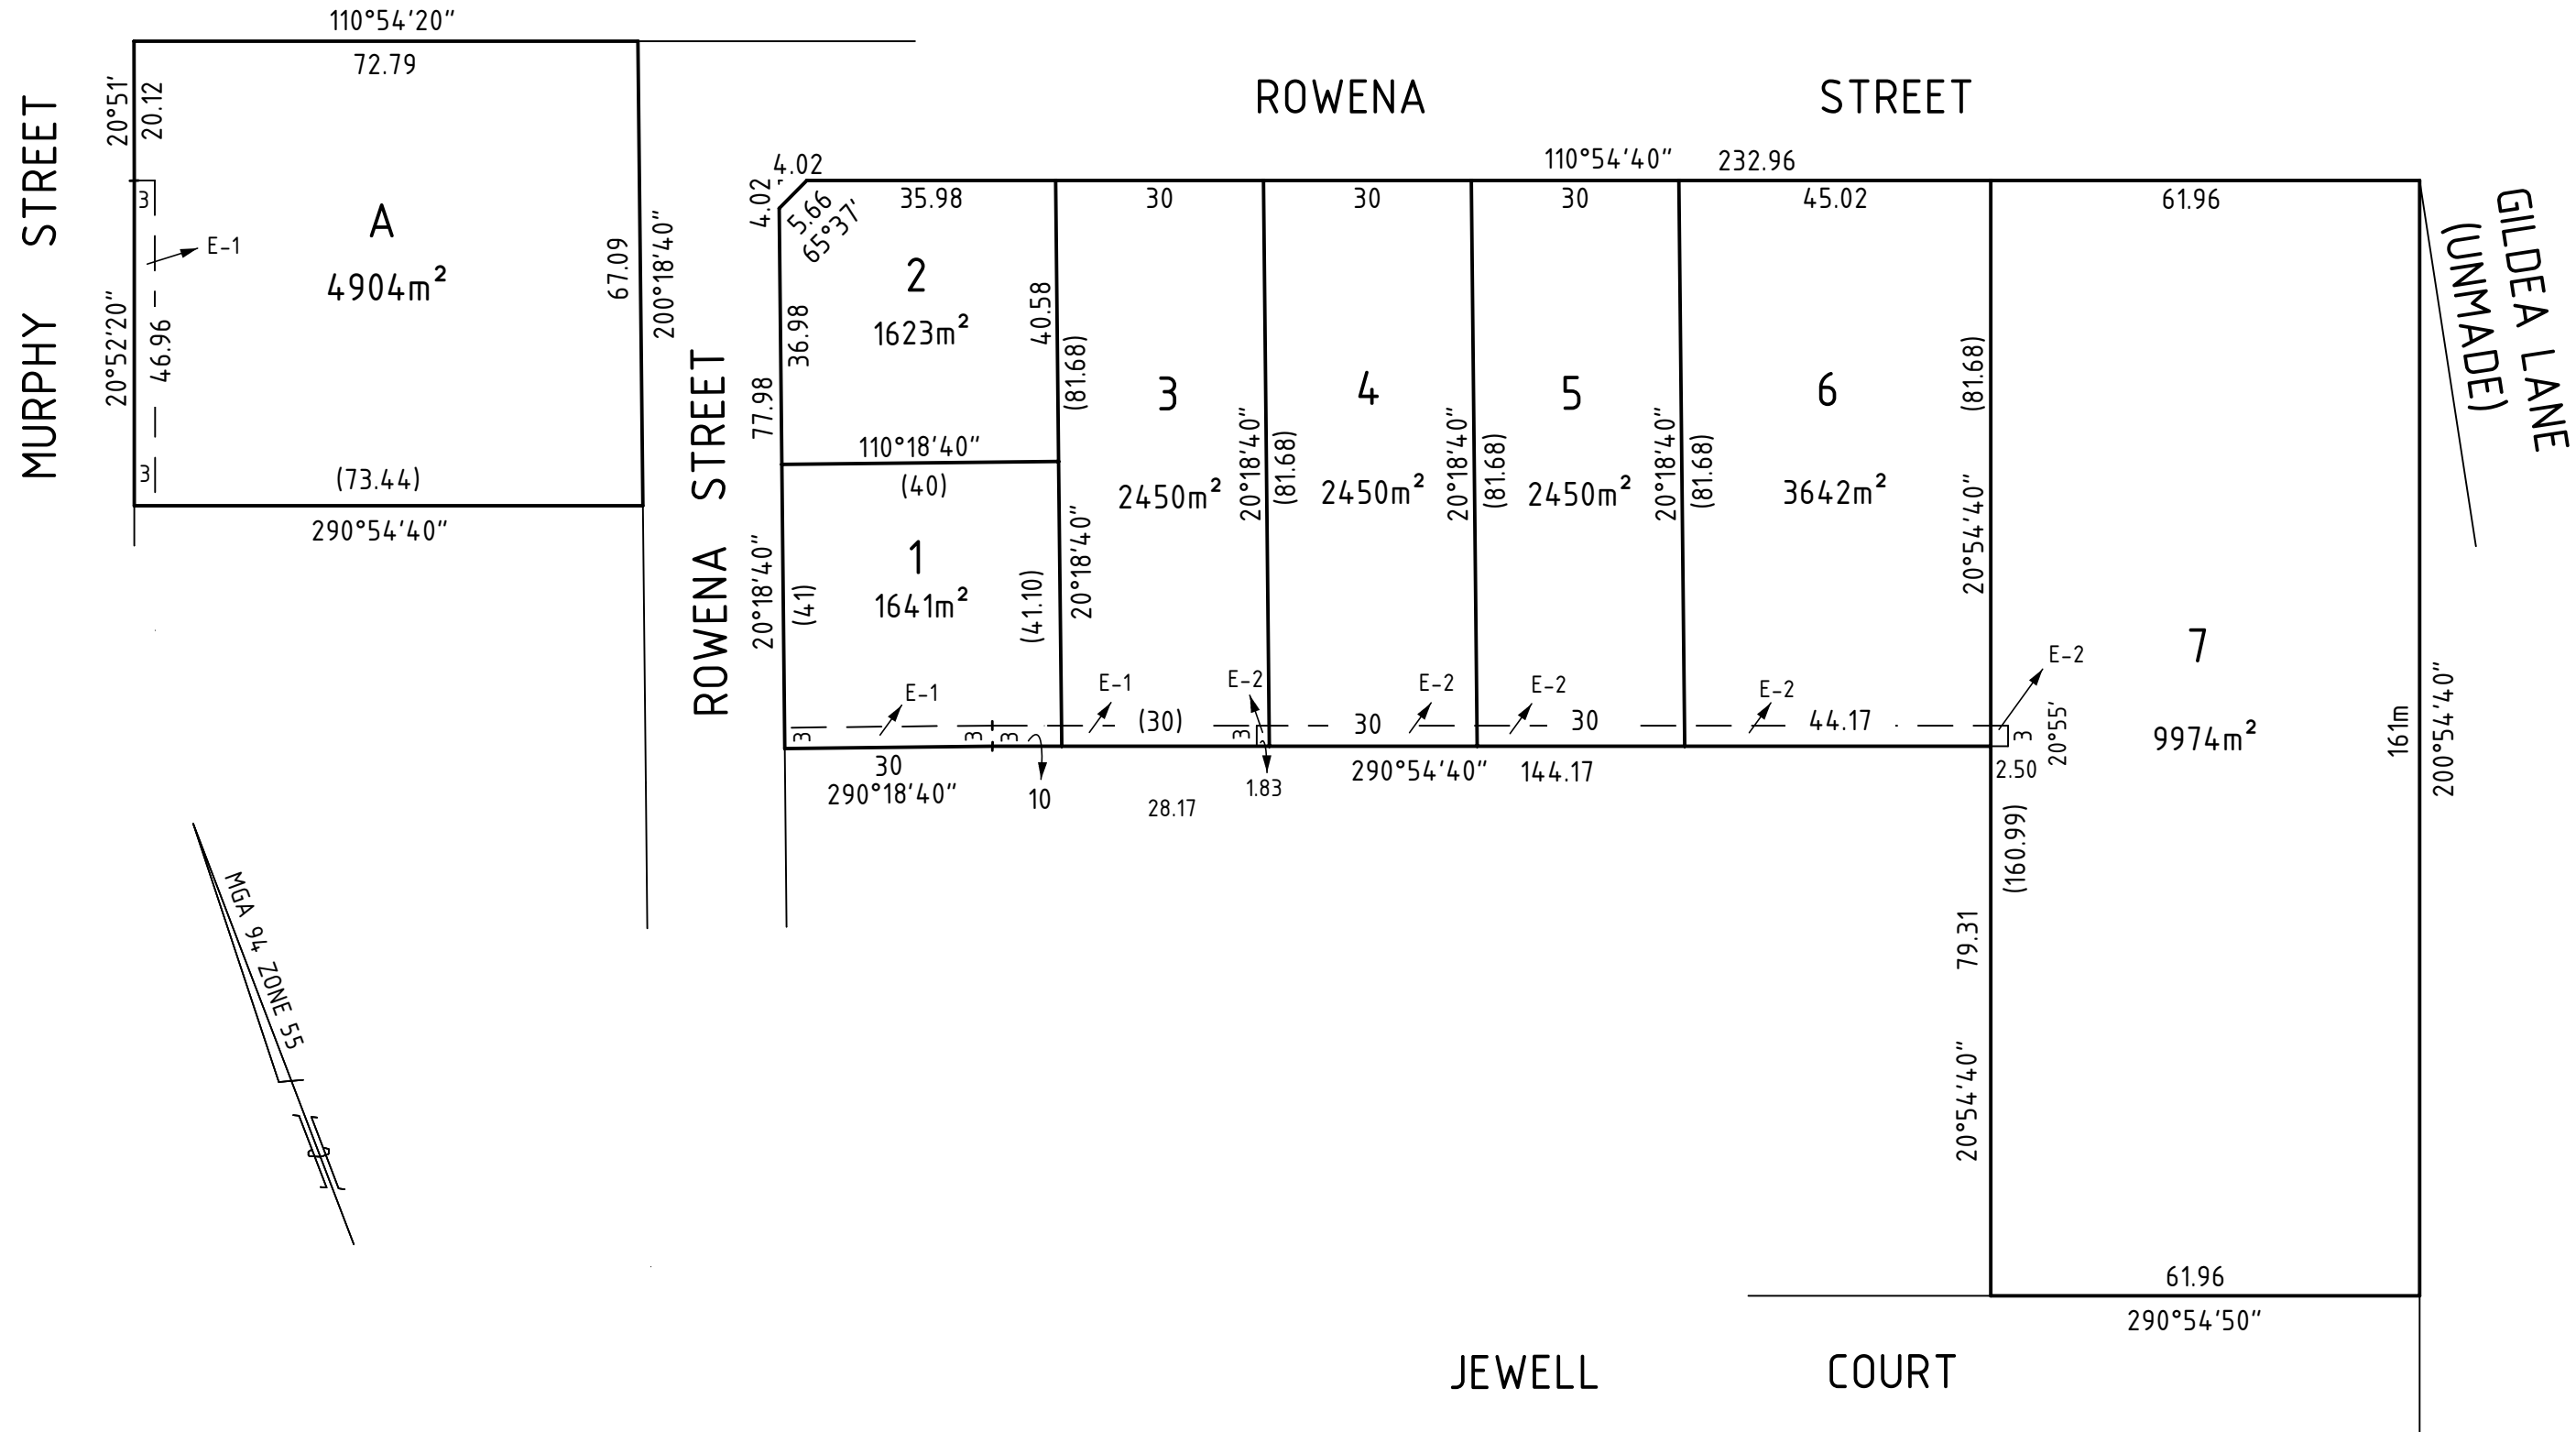 110°54'20"
72.79
MURPHY STREET
20°51'
20.12
3
E-1
A
4904m²
67.09
200°18'40"
20°52'20"
46.96
3
(73.44)
290°54'40"
ROWENA STREET
110°54'40" 232.96
4.02
4.02
5.66
65°37'
35.98
30
30
30
45.02
61.96
GILDEA LANE
(UNMADE)
ROWENA STREET
77.98
36.98
2
1623m²
40.58
(81.68)
110°18'40"
(40)
20°18'40"
(41)
1
1641m²
(41.10)
20°18'40"
3
2450m²
20°18'40"
(81.68)
4
2450m²
20°18'40"
(81.68)
5
2450m²
20°18'40"
(81.68)
6
3642m²
(81.68)
20°54'40"
7
9974m²
161m
200°54'40"
E-1
E-1
E-2
E-2
E-2
E-2
E-2
3
3
3
(30)
3
30
30
44.17
3
20°55'
2.50
30
290°18'40"
10
28.17
1.83
290°54'40" 144.17
(160.99)
79.31
20°54'40"
MGA 94 ZONE 55
61.96
290°54'50"
JEWELL COURT